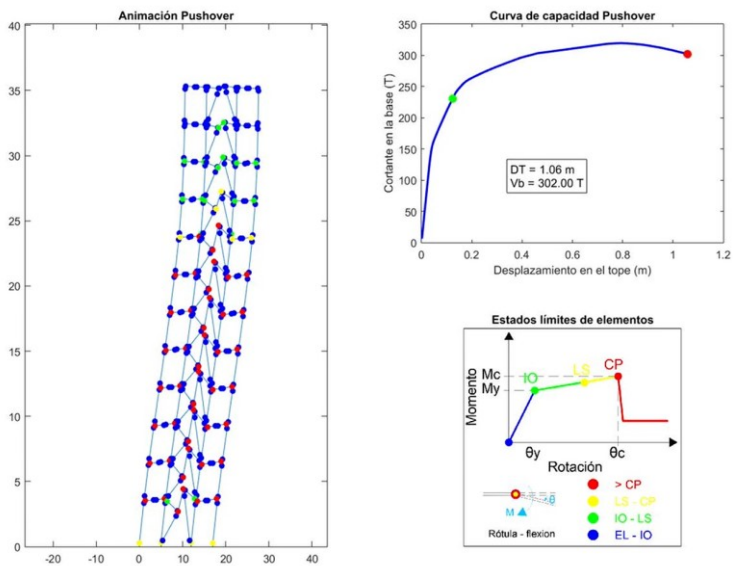 Animación Pushover
40
35
30
25
20
15
10
5
0
-20
-10
0
10
20
30
40
Curva de capacidad Pushover
Cortante en la base (T)
350
300
250
200
150
100
50
0
DT = 1.06 m
Vb = 302.00 T
0
0.2
0.4
0.6
0.8
1
1.2
Desplazamiento en el tope (m)
Estados límites de elementos
Momento
Mc
My
IO
LS
CP
θy
θc
Rotación
> CP
LS - CP
IO - LS
EL - IO
θ
M
Rótula - flexion